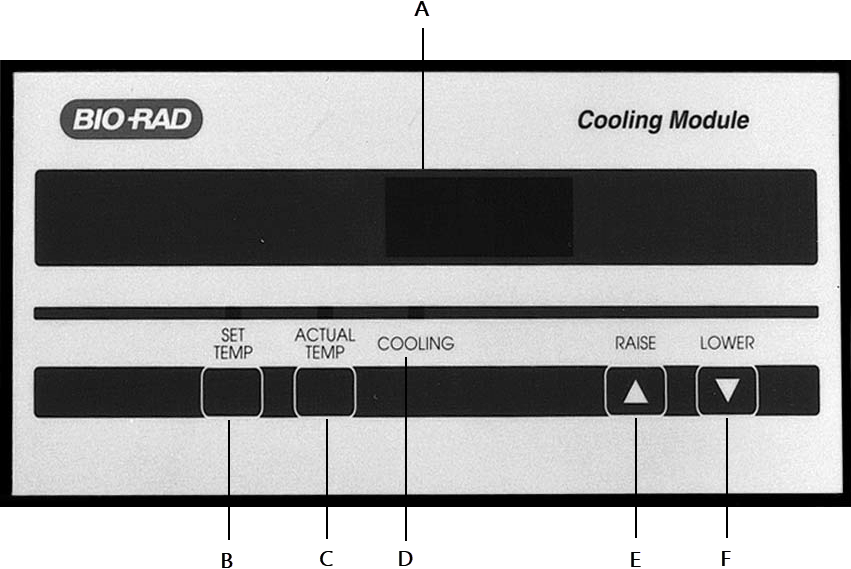 A
BIO-RAD
Cooling Module
SET
TEMP
ACTUAL
TEMP
COOLING
RAISE
LOWER
B
C
D
E
F